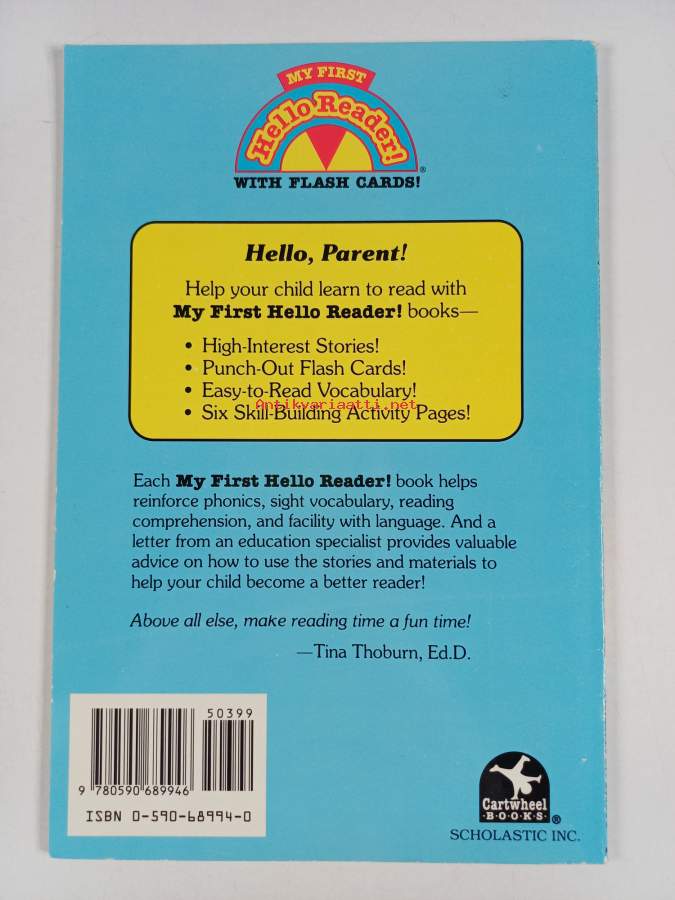 MY FIRST
Hello Reader!
®
WITH FLASH CARDS!
Hello, Parent!
Help your child learn to read with
My First Hello Reader! books—
• High-Interest Stories!
• Punch-Out Flash Cards!
• Easy-to-Read Vocabulary!
Antikvariaatti.net
• Six Skill-Building Activity Pages!
Each My First Hello Reader! book helps
reinforce phonics, sight vocabulary, reading
comprehension, and facility with language. And a
letter from an education specialist provides valuable
advice on how to use the stories and materials to
help your child become a better reader!
Above all else, make reading time a fun time!
—Tina Thoburn, Ed.D.
50399
9 780590 689946
ISBN 0-590-68994-0
Cartwheel
·B·O·O·K·S·®
SCHOLASTIC INC.